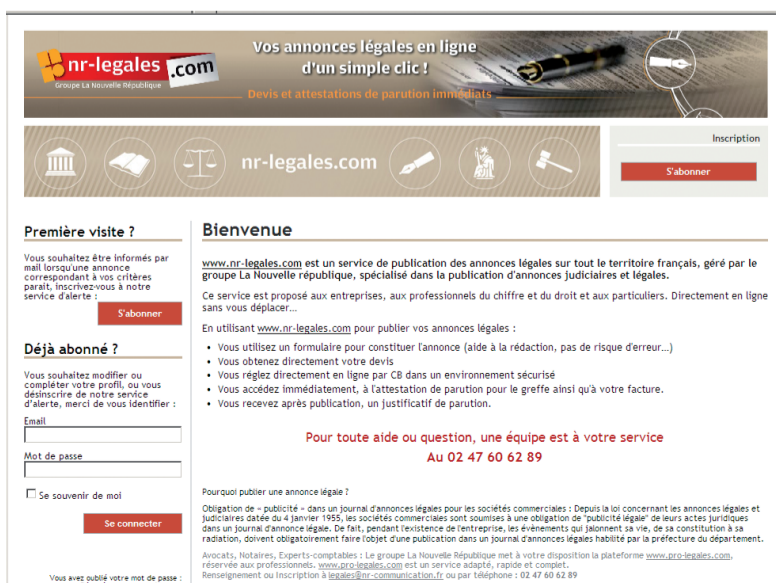 nr-legales.com
Groupe La Nouvelle République
Vos annonces légales en ligne
d'un simple clic !
Devis et attestations de parution immédiats
nr-legales.com
Inscription
S'abonner
Première visite ?
Vous souhaitez être informés par
mail lorsqu'une annonce
correspondant à vos critères
parait, inscrivez-vous à notre
service d'alerte :
S'abonner
Déjà abonné ?
Vous souhaitez modifier ou
compléter votre profil, ou vous
désinscrire de notre service
d'alerte, merci de vous identifier :
Email
Mot de passe
Se souvenir de moi
Se connecter
Vous avez oublié votre mot de passe :
Bienvenue
www.nr-legales.com est un service de publication des annonces légales sur tout le territoire français, géré par le
groupe La Nouvelle république, spécialisé dans la publication d'annonces judiciaires et légales.
Ce service est proposé aux entreprises, aux professionnels du chiffre et du droit et aux particuliers. Directement en ligne
sans vous déplacer...
En utilisant www.nr-legales.com pour publier vos annonces légales :
• Vous utilisez un formulaire pour constituer l'annonce (aide à la rédaction, pas de risque d'erreur...)
• Vous obtenez directement votre devis
• Vous réglez directement en ligne par CB dans un environnement sécurisé
• Vous accédez immédiatement, à l'attestation de parution pour le greffe ainsi qu'à votre facture.
• Vous recevez après publication, un justificatif de parution.
Pour toute aide ou question, une équipe est à votre service
Au 02 47 60 62 89
Pourquoi publier une annonce légale ?
Obligation de « publicité » dans un journal d'annonces légales pour les sociétés commerciales : Depuis la loi concernant les annonces légales et
judiciaires datée du 4 janvier 1955, les sociétés commerciales sont soumises à une obligation de "publicité légale" de leurs actes juridiques
dans un journal d'annonce légale. De fait, pendant l'existence de l'entreprise, les évènements qui jalonnent sa vie, de sa constitution à sa
radiation, doivent obligatoirement faire l'objet d'une publication dans un journal d'annonces légales habilité par la préfecture du département.
Avocats, Notaires, Experts-comptables : Le groupe La Nouvelle République met à votre disposition la plateforme www.pro-legales.com,
réservée aux professionnels. www.pro-legales.com est un service adapté, rapide et complet.
Renseignement ou Inscription à legales@nr-communication.fr ou par téléphone : 02 47 60 62 89